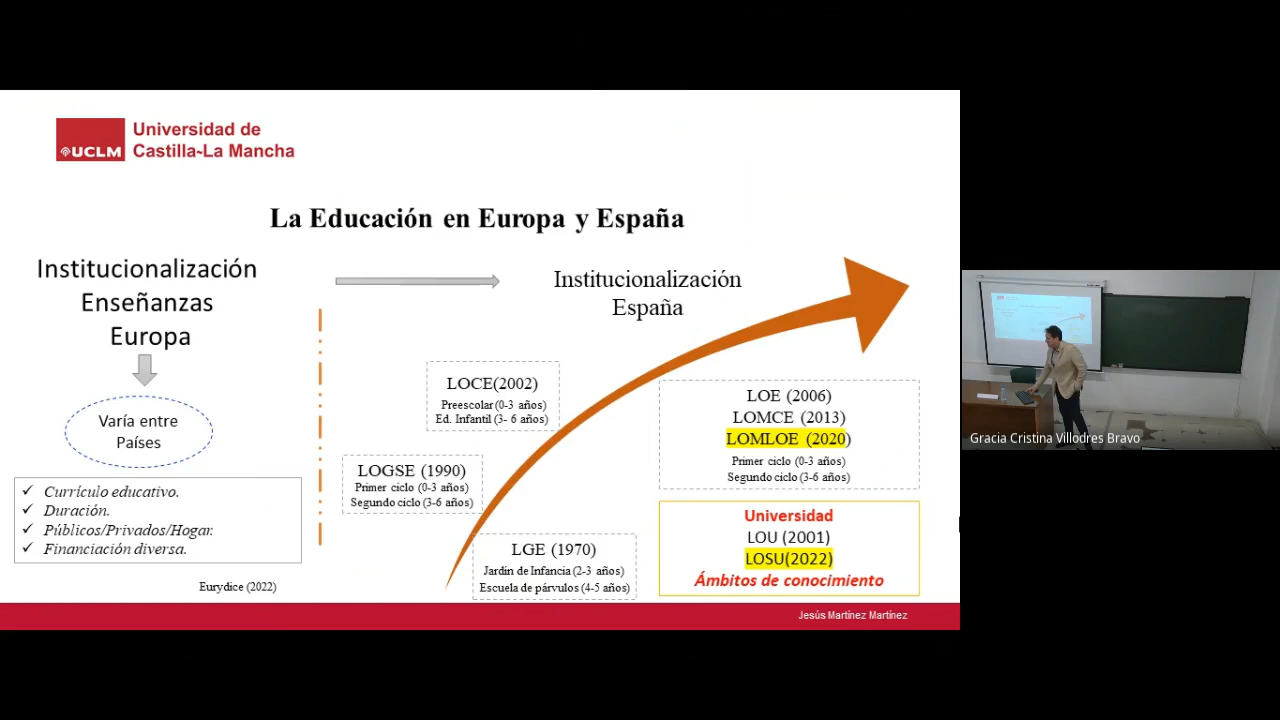 UCLM
Universidad de
Castilla-La Mancha
La Educación en Europa y España
Institucionalización
Enseñanzas
Europa
Varía entre
Países
✓ Currículo educativo.
✓ Duración.
✓ Públicos/Privados/Hogar.
✓ Financiación diversa.
Eurydice (2022)
Institucionalización
España
LOCE(2002)
Preescolar (0-3 años)
Ed. Infantil (3- 6 años)
LOGSE (1990)
Primer ciclo (0-3 años)
Segundo ciclo (3-6 años)
LGE (1970)
Jardín de Infancia (2-3 años)
Escuela de párvulos (4-5 años)
LOE (2006)
LOMCE (2013)
LOMLOE (2020)
Primer ciclo (0-3 años)
Segundo ciclo (3-6 años)
Universidad
LOU (2001)
LOSU(2022)
Ámbitos de conocimiento
Jesús Martínez Martínez
Gracia Cristina Villodres Bravo